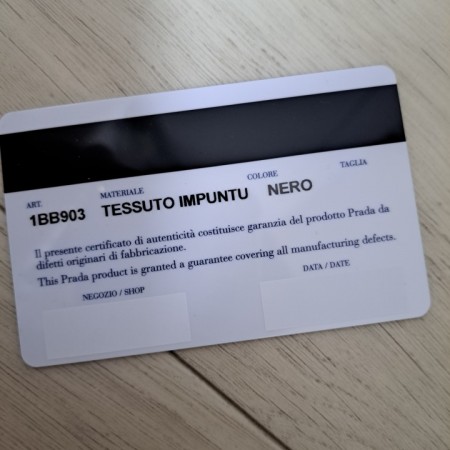 ART. MATERIALE COLORE TAGLIA
1BB903 TESSUTO IMPUNTU NERO
Il presente certificato di autenticità costituisce garanzia del prodotto Prada da
difetti originari di fabbricazione.
This Prada product is granted a guarantee covering all manufacturing defects.
NEGOZIO / SHOP DATA / DATE